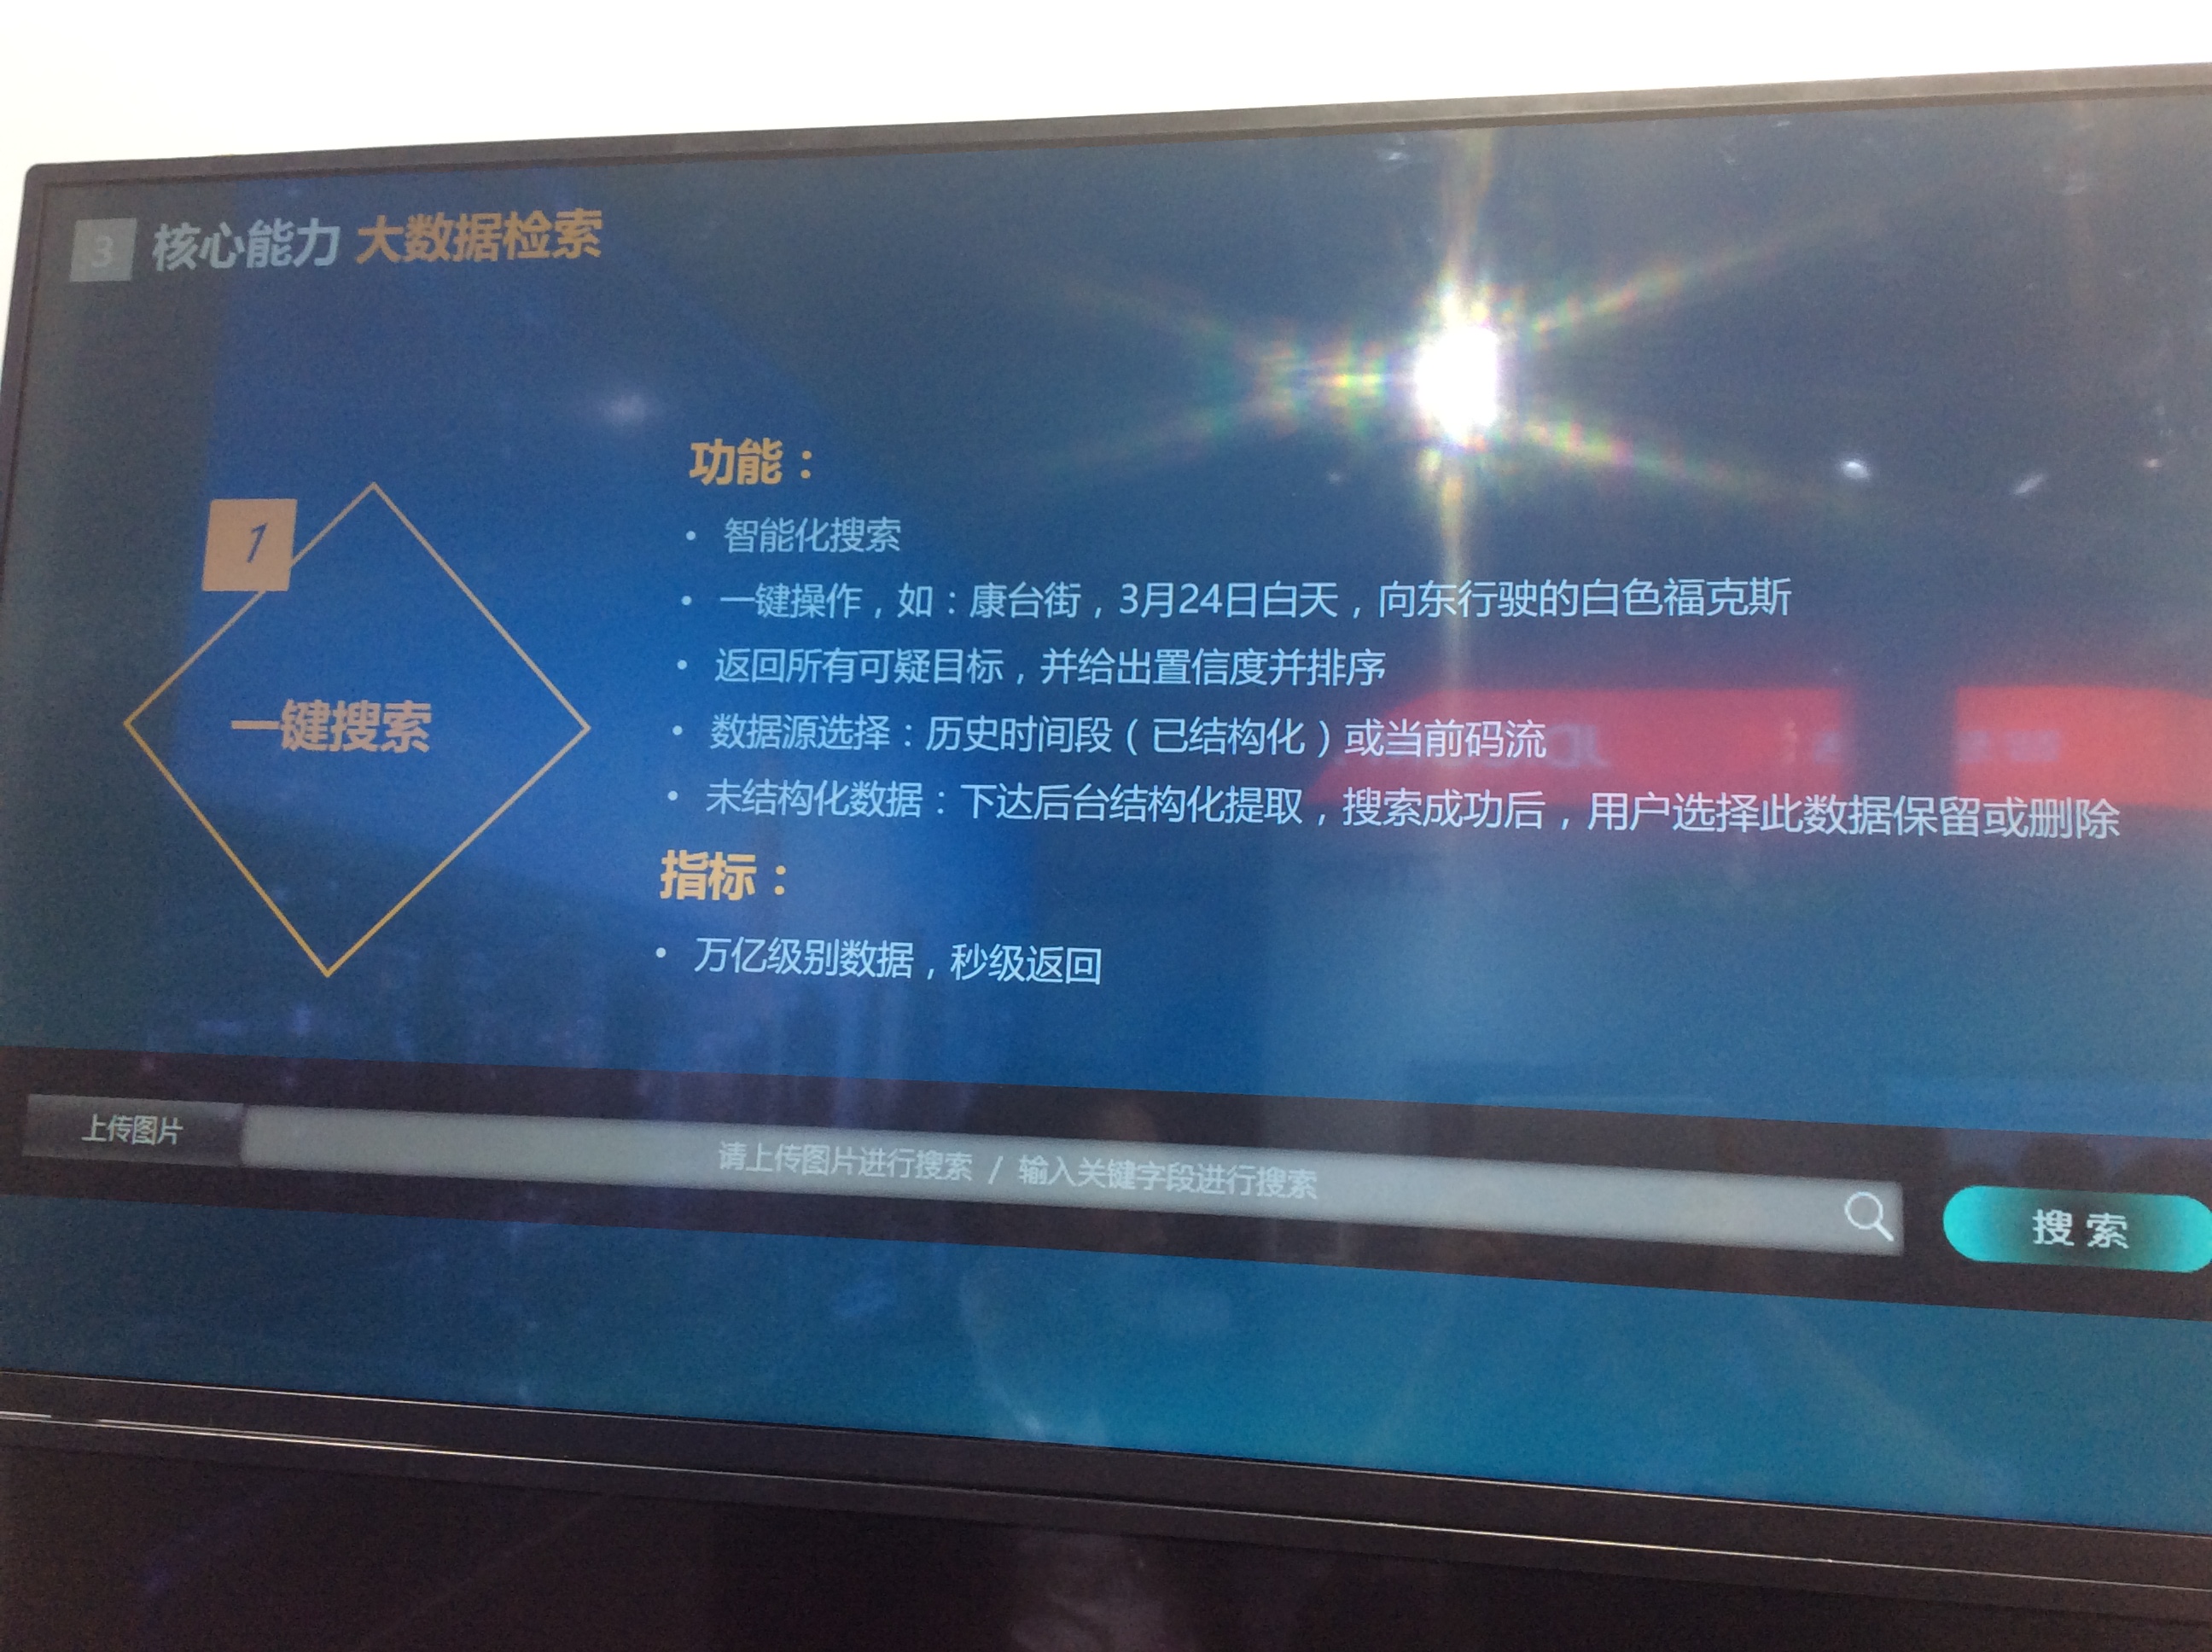 3 核心能力 大数据检索
功能：
1
• 智能化搜索
• 一键操作，如：康台街，3月24日白天，向东行驶的白色福克斯
• 返回所有可疑目标，并给出置信度并排序
一键搜索
• 数据源选择：历史时间段（已结构化）或当前码流
• 未结构化数据：下达后台结构化提取，搜索成功后，用户选择此数据保留或删除
指标：
• 万亿级别数据，秒级返回
上传图片
请上传图片进行搜索 / 输入关键字段进行搜索
搜 索